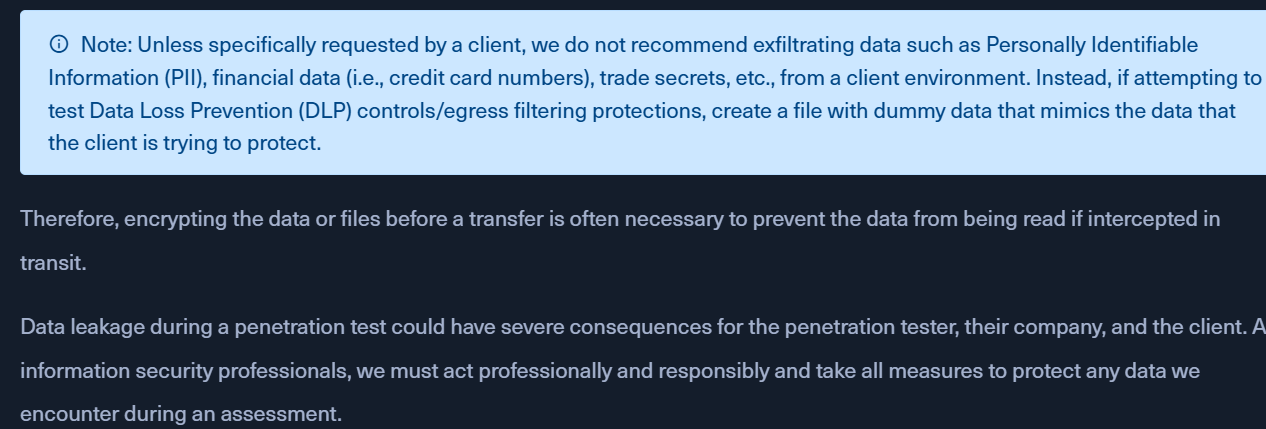 Note: Unless specifically requested by a client, we do not recommend exfiltrating data such as Personally Identifiable
Information (PII), financial data (i.e., credit card numbers), trade secrets, etc., from a client environment. Instead, if attempting to
test Data Loss Prevention (DLP) controls/egress filtering protections, create a file with dummy data that mimics the data that
the client is trying to protect.
Therefore, encrypting the data or files before a transfer is often necessary to prevent the data from being read if intercepted in
transit.
Data leakage during a penetration test could have severe consequences for the penetration tester, their company, and the client. A
information security professionals, we must act professionally and responsibly and take all measures to protect any data we
encounter during an assessment.